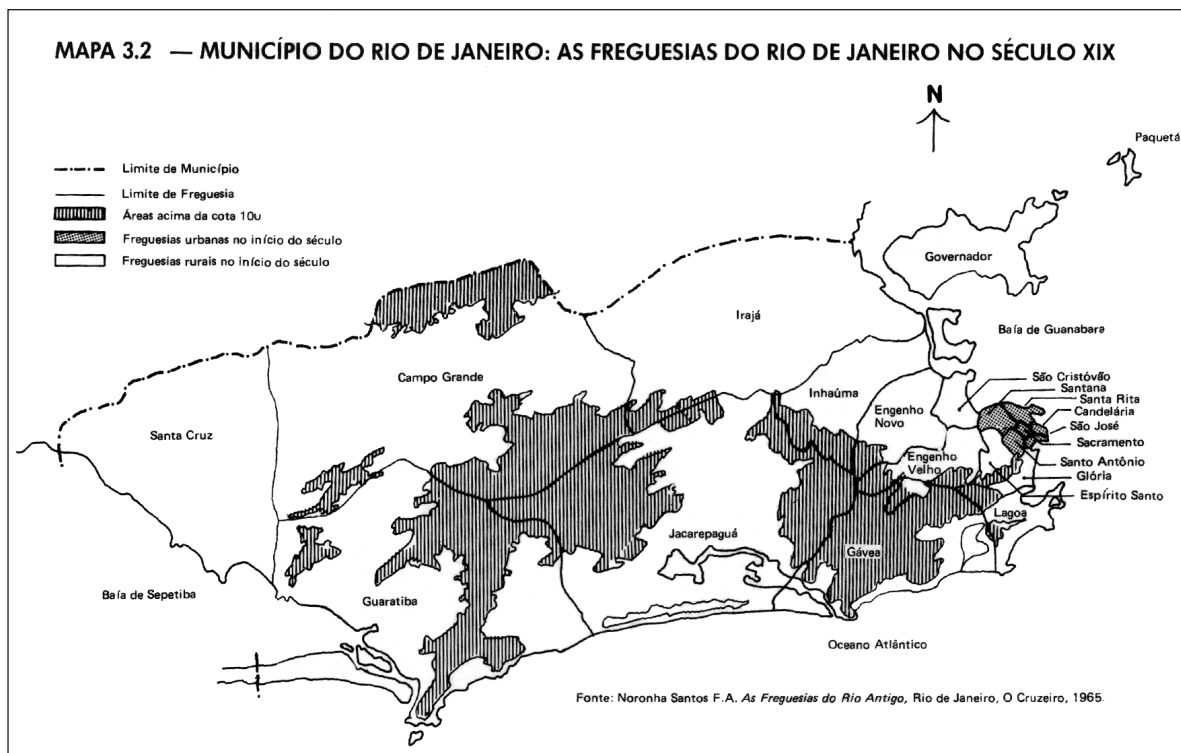 MAPA 3.2 — MUNICÍPIO DO RIO DE JANEIRO: AS FREGUESIAS DO RIO DE JANEIRO NO SÉCULO XIX
N
Paquetá
Limite de Município
Limite de Freguesia
Áreas acima da cota 10u
Freguesias urbanas no início do século
Freguesias rurais no início do século
Governador
Irajá
Baía de Guanabara
Campo Grande
Inhaúma
São Cristóvão
Santana
Santa Rita
Candelária
São José
Sacramento
Santo Antônio
Glória
Espírito Santo
Engenho
Novo
Santa Cruz
Engenho
Velho
Lagoa
Jacarepaguá
Gávea
Baía de Sepetiba
Guaratiba
Oceano Atlântico
Fonte: Noronha Santos F.A. As Freguesias do Rio Antigo, Rio de Janeiro, O Cruzeiro, 1965.